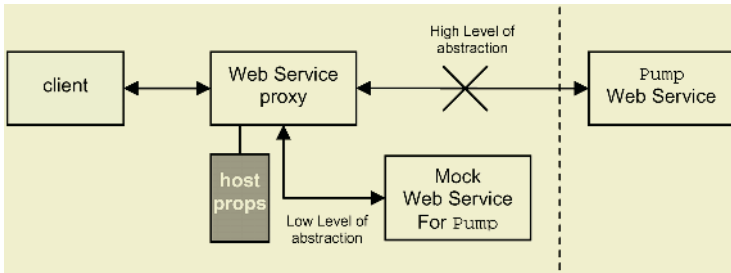 High Level of
abstraction
client
Web Service
proxy
Pump
Web Service
host
props
Mock
Web Service
For Pump
Low Level of
abstraction